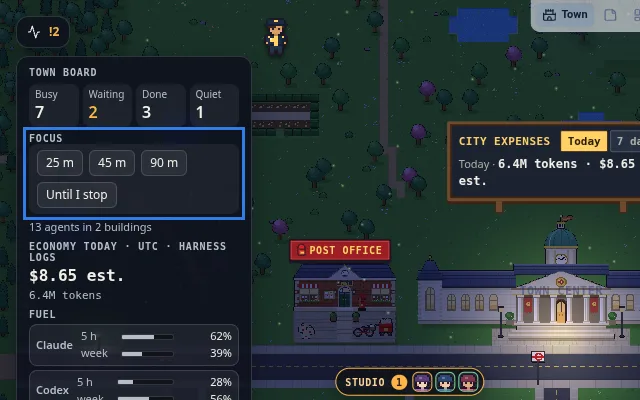 !2
Town
TOWN BOARD
Busy Waiting Done Quiet
7 2 3 1
FOCUS
25 m 45 m 90 m
Until I stop
13 agents in 2 buildings
ECONOMY TODAY · UTC · HARNESS
LOGS
$8.65 est.
6.4M tokens
FUEL
Claude
5 h 62%
week 39%
Codex
5 h 28%
week 56%
CITY EXPENSES Today 7 da
Today · 6.4M tokens · $8.65
est.
POST OFFICE
TOWN CENTER
STUDIO 1